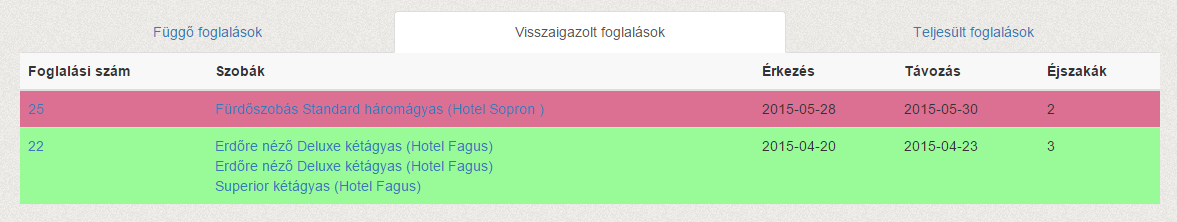 Függő foglalások Visszaigazolt foglalások Teljesült foglalások
Foglalási szám Szobák Érkezés Távozás Éjszakák
25 Fürdőszobás Standard háromágyas (Hotel Sopron ) 2015-05-28 2015-05-30 2
22 Erdőre néző Deluxe kétágyas (Hotel Fagus) 2015-04-20 2015-04-23 3
Erdőre néző Deluxe kétágyas (Hotel Fagus)
Superior kétágyas (Hotel Fagus)